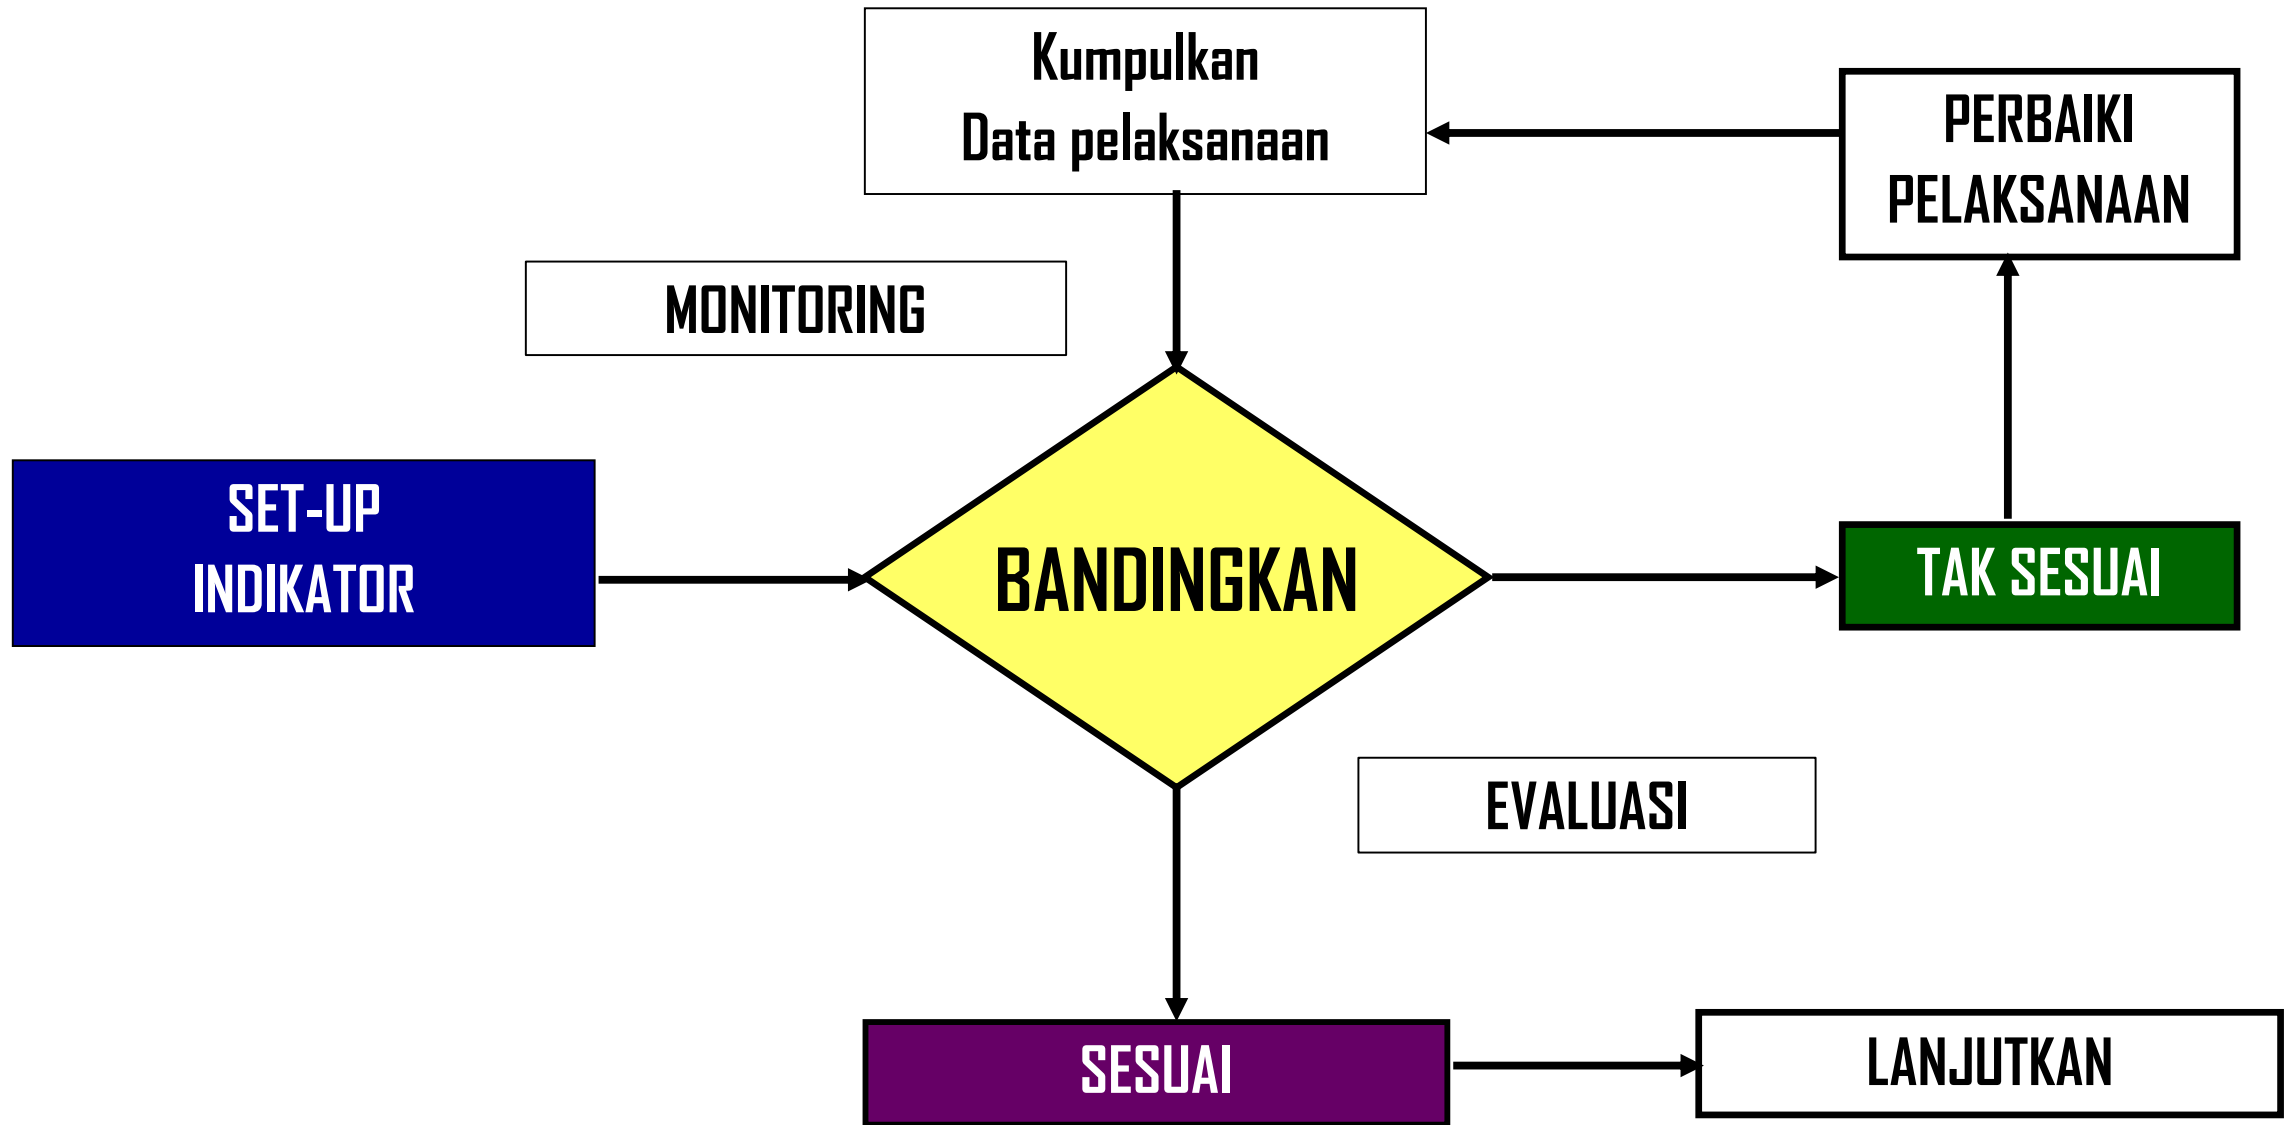 Kumpulkan
Data pelaksanaan
PERBAIKI
PELAKSANAAN
MONITORING
SET-UP
INDIKATOR
BANDINGKAN
TAK SESUAI
EVALUASI
SESUAI
LANJUTKAN